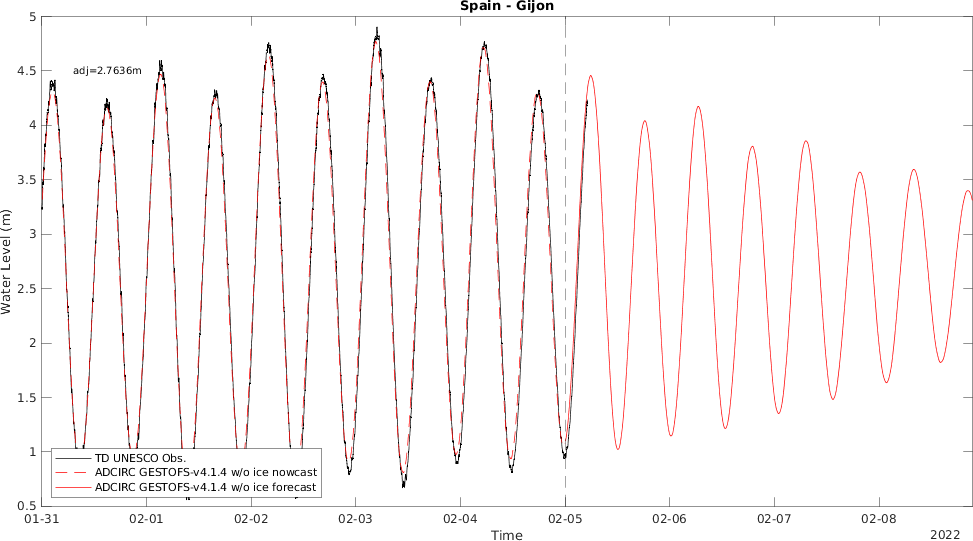 Spain - Gijon
5
4.5
4
3.5
3
2.5
2
1.5
1
0.5
Water Level (m)
adj=2.7636m
TD UNESCO Obs.
ADCIRC GESTOFS-v4.1.4 w/o ice nowcast
ADCIRC GESTOFS-v4.1.4 w/o ice forecast
01-31 02-01 02-02 02-03 02-04 02-05 02-06 02-07 02-08
Time
2022